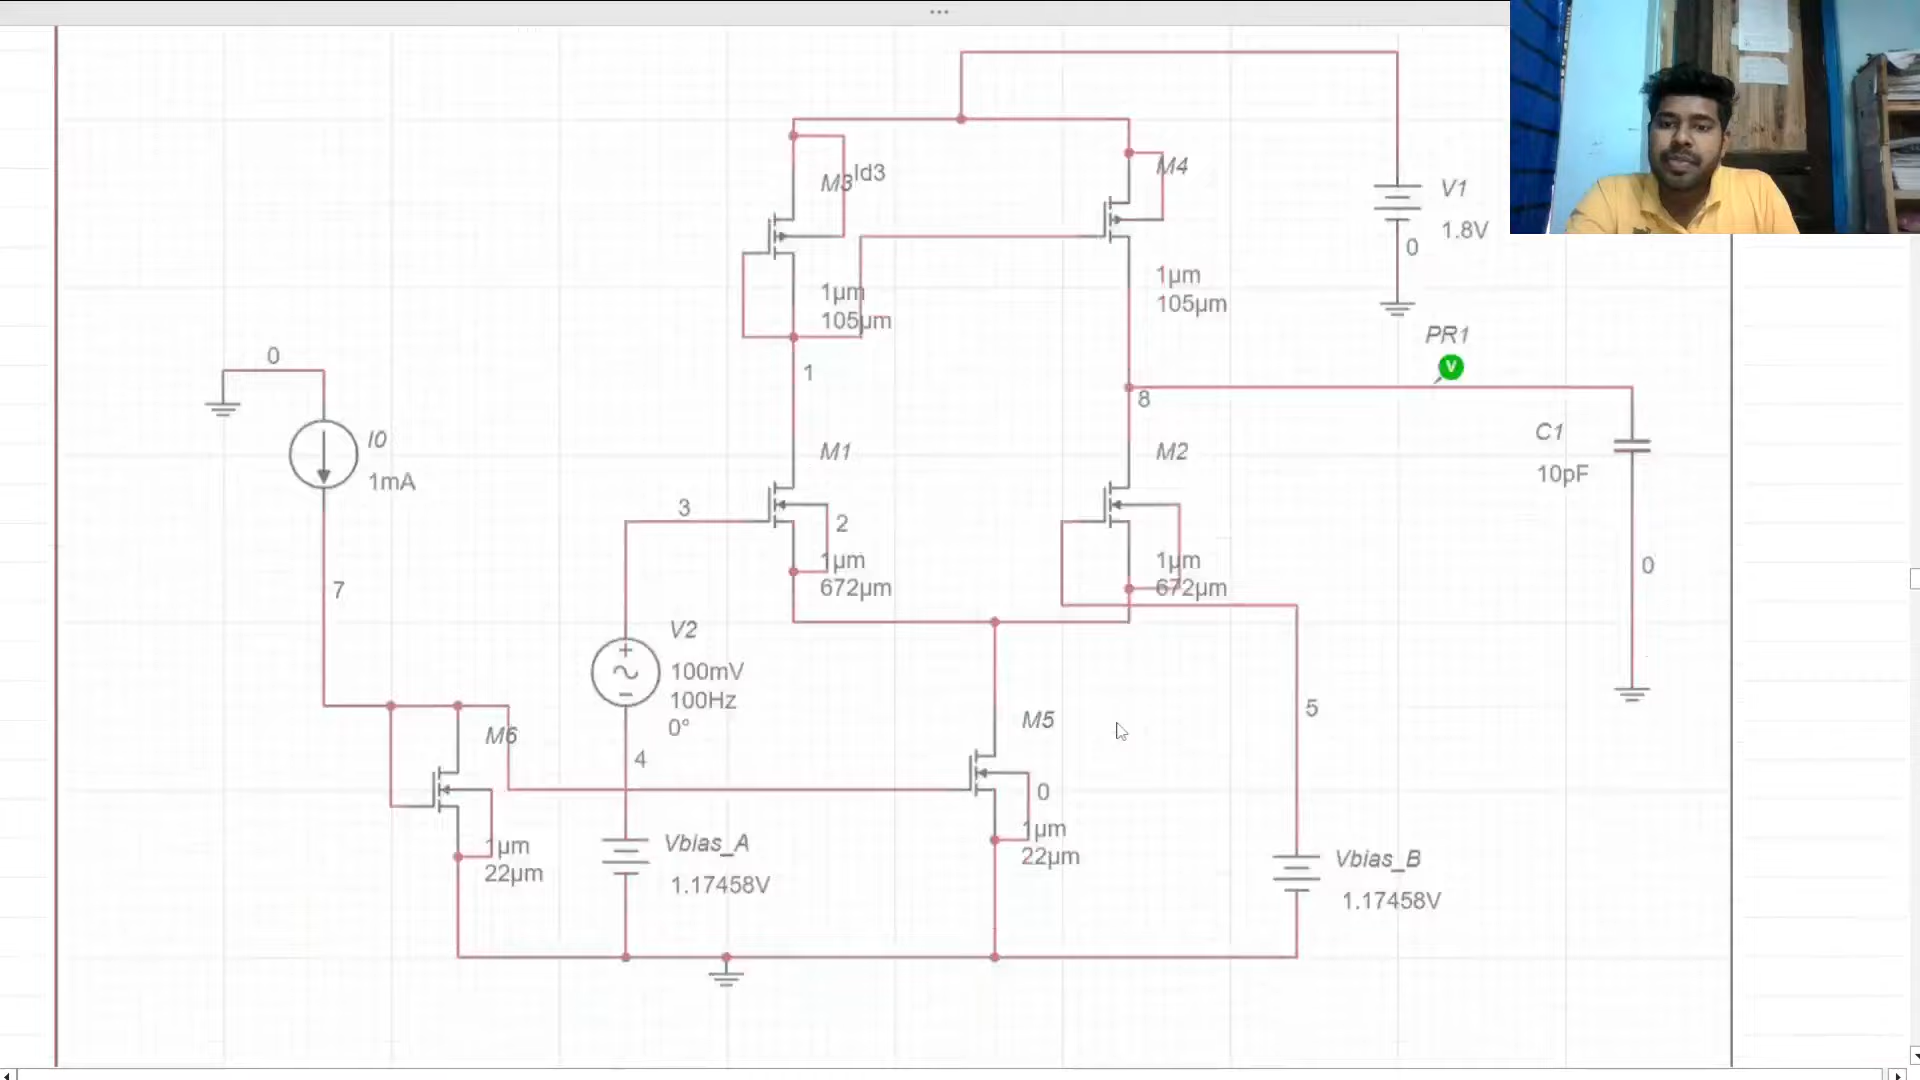 M3
Id3
M4
V1
1.8V
0
1µm
105µm
1µm
105µm
PR1
V
0
1
8
I0
1mA
M1
M2
C1
10pF
3
2
7
1µm
672µm
1µm
672µm
0
V2
100mV
100Hz
0°
M6
M5
5
4
0
1µm
22µm
Vbias_A
1.17458V
1µm
22µm
Vbias_B
1.17458V